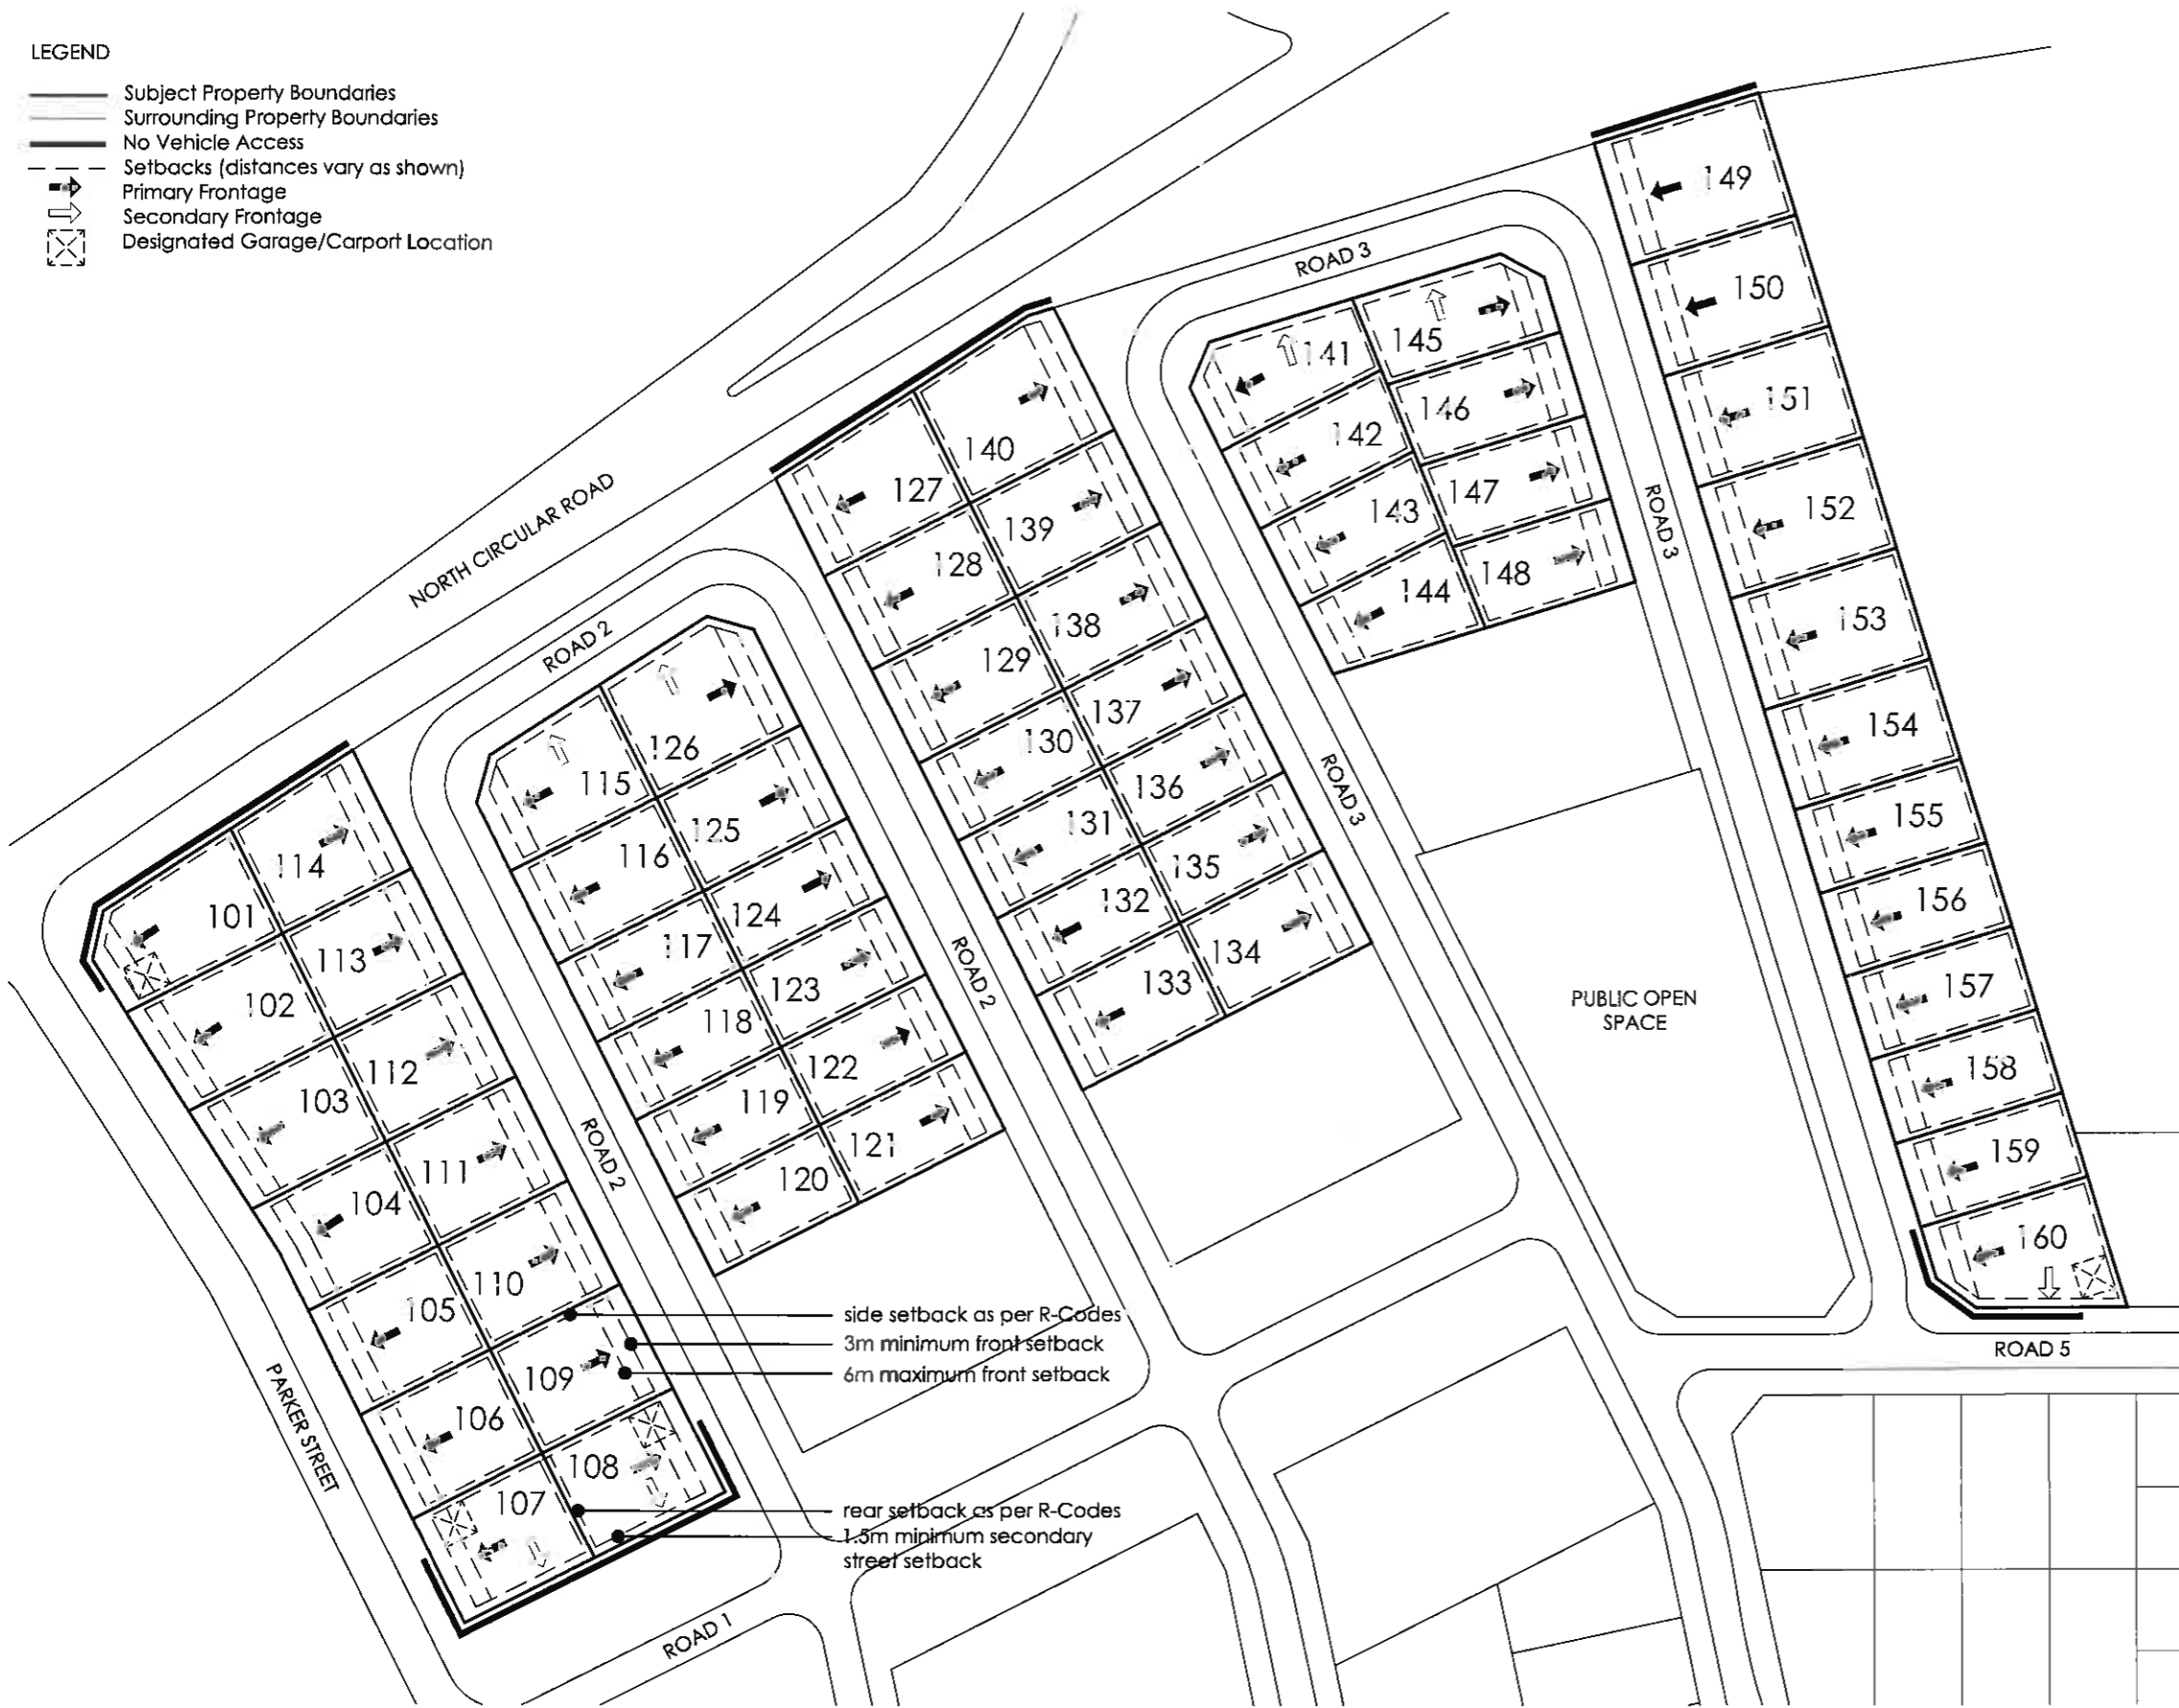 LEGEND
Subject Property Boundaries
Surrounding Property Boundaries
No Vehicle Access
Setbacks (distances vary as shown)
Primary Frontage
Secondary Frontage
Designated Garage/Carport Location
NORTH CIRCULAR ROAD
ROAD 2
ROAD 3
ROAD 3
ROAD 3
ROAD 2
ROAD 2
PARKER STREET
ROAD 1
ROAD 5
PUBLIC OPEN
SPACE
101
102
103
104
105
106
107
108
109
110
111
112
113
114
115
116
117
118
119
120
121
122
123
124
125
126
127
128
129
130
131
132
133
134
135
136
137
138
139
140
141
142
143
144
145
146
147
148
149
150
151
152
153
154
155
156
157
158
159
160
side setback as per R-Codes
3m minimum front setback
6m maximum front setback
rear setback as per R-Codes
1.5m minimum secondary
street setback